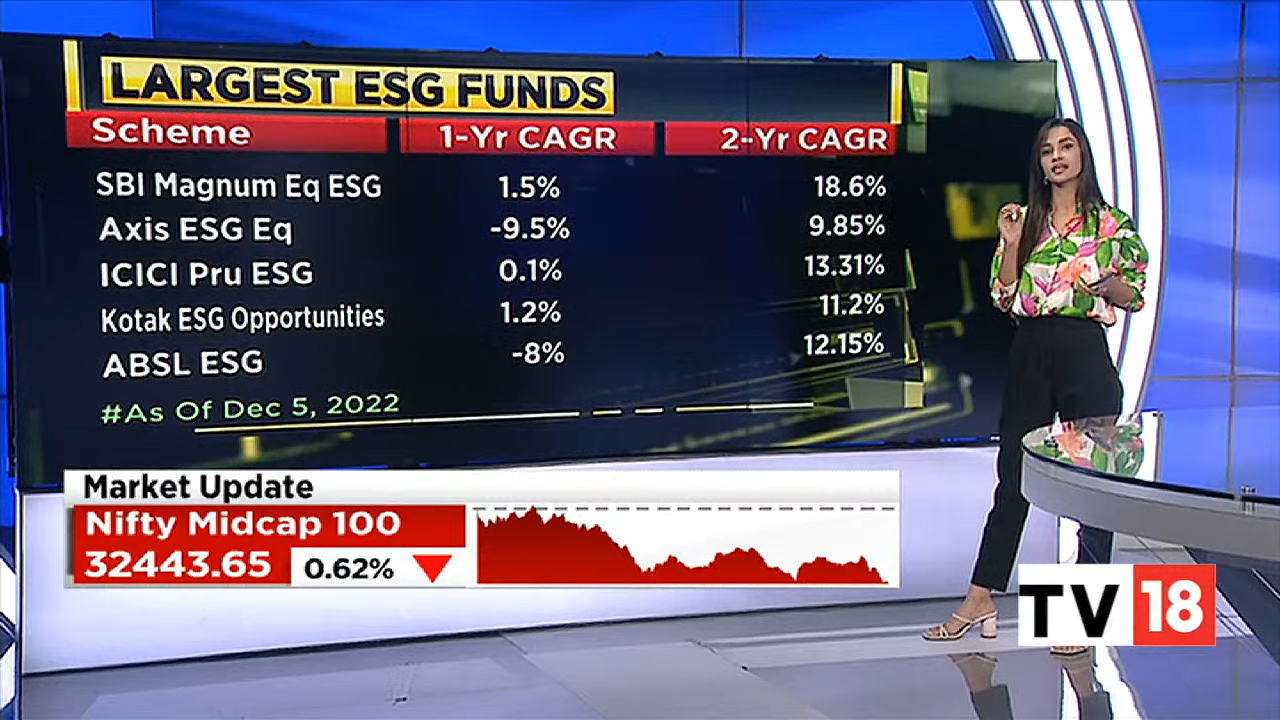 LARGEST ESG FUNDS
Scheme 1-Yr CAGR 2-Yr CAGR
SBI Magnum Eq ESG 1.5% 18.6%
Axis ESG Eq -9.5% 9.85%
ICICI Pru ESG 0.1% 13.31%
Kotak ESG Opportunities 1.2% 11.2%
ABSL ESG -8% 12.15%
#As Of Dec 5, 2022
Market Update
Nifty Midcap 100
32443.65 0.62%
TV18